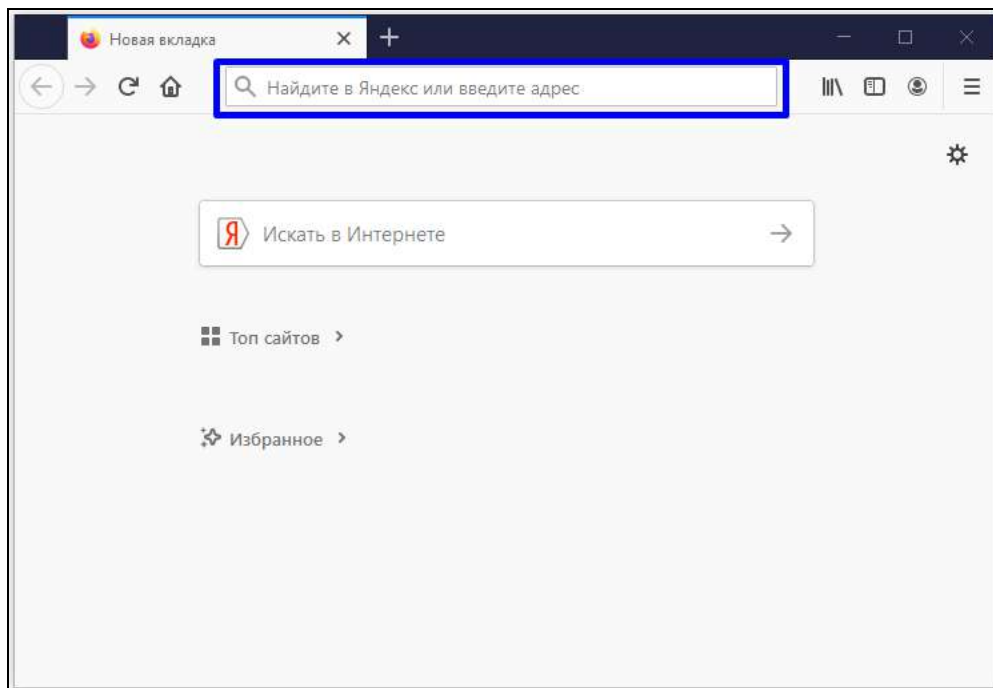 Новая вкладка
Найдите в Яндекс или введите адрес
Я Искать в Интернете
Топ сайтов
Избранное